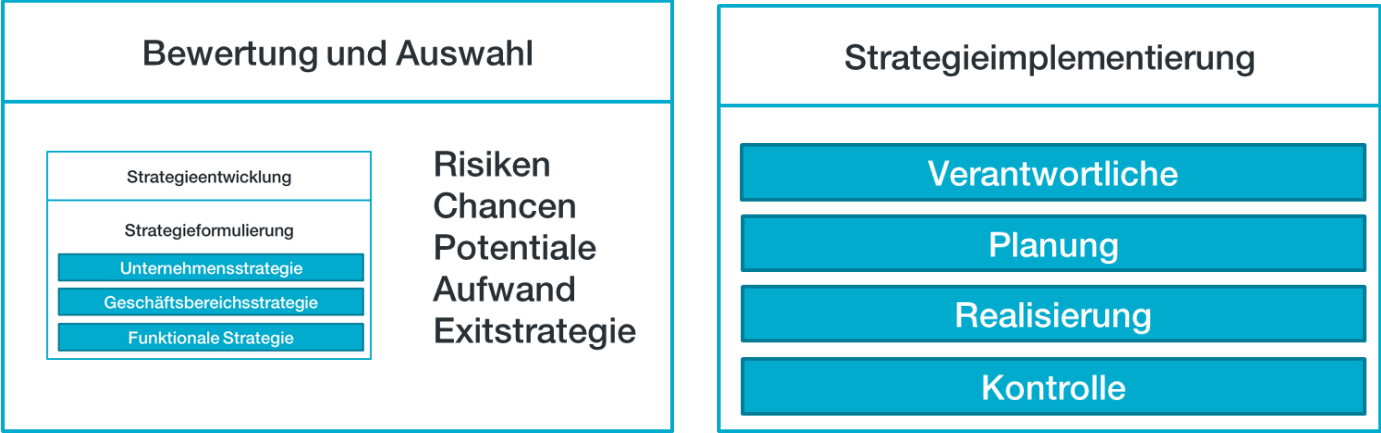 Bewertung und Auswahl
Strategieentwicklung
Strategieformulierung
Unternehmensstrategie
Geschäftsbereichsstrategie
Funktionale Strategie
Risiken
Chancen
Potentiale
Aufwand
Exitstrategie
Strategieimplementierung
Verantwortliche
Planung
Realisierung
Kontrolle